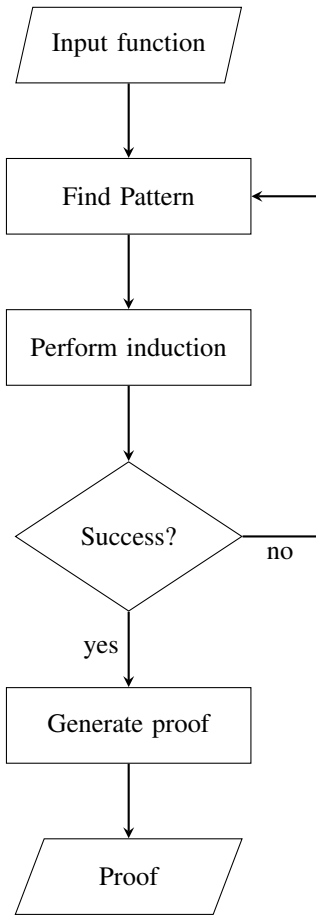 Input function
Find Pattern
Perform induction
Success?
no
yes
Generate proof
Proof